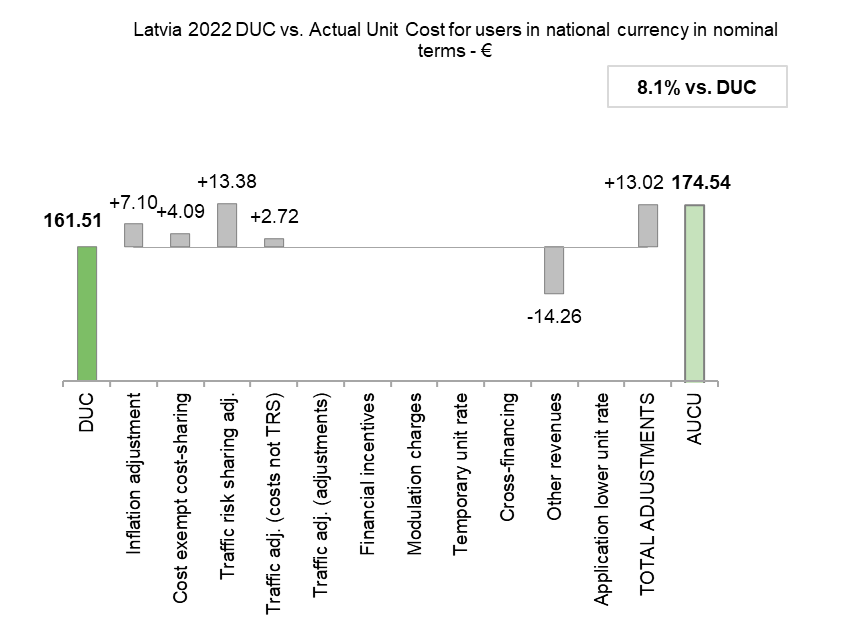 Latvia 2022 DUC vs. Actual Unit Cost for users in national currency in nominal
terms - €
8.1% vs. DUC
161.51
+7.10
+4.09
+13.38
+2.72
-14.26
+13.02
174.54
DUC
Inflation adjustment
Cost exempt cost-sharing
Traffic risk sharing adj.
Traffic adj. (costs not TRS)
Traffic adj. (adjustments)
Financial incentives
Modulation charges
Temporary unit rate
Cross-financing
Other revenues
Application lower unit rate
TOTAL ADJUSTMENTS
AUCU